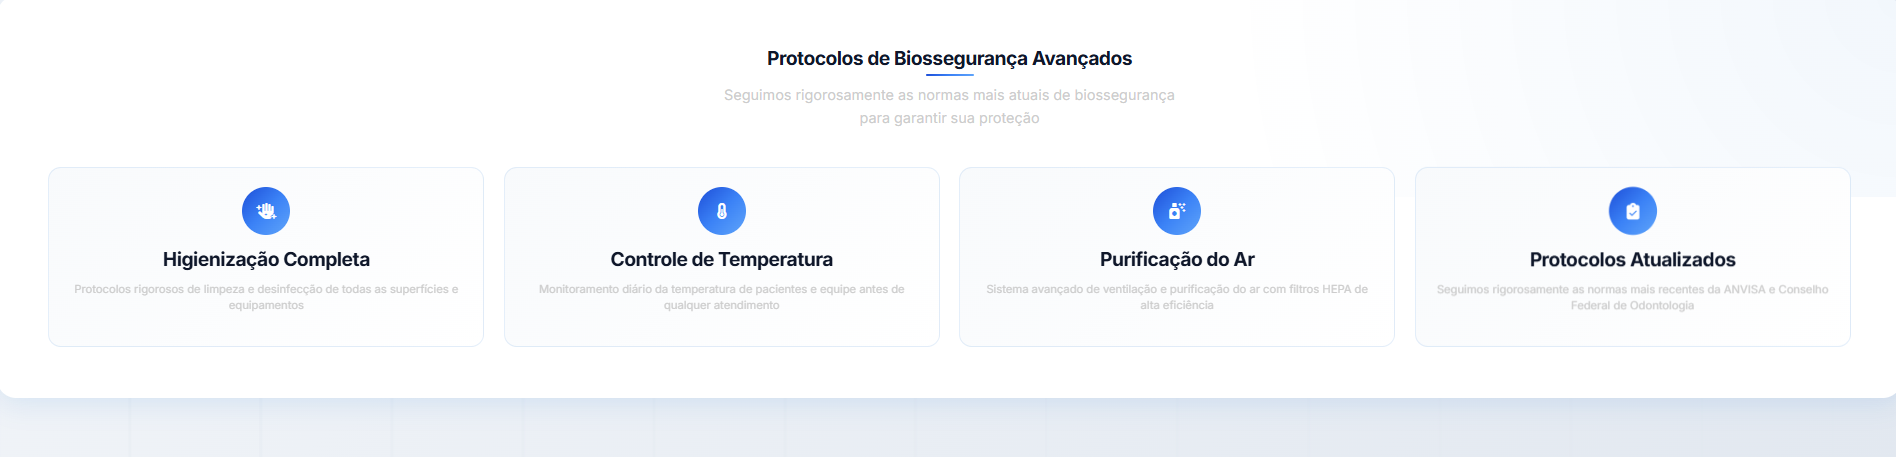 Protocolos de Biossegurança Avançados
Seguimos rigorosamente as normas mais atuais de biossegurança
para garantir sua proteção
Higienização Completa
Protocolos rigorosos de limpeza e desinfecção de todas as superfícies e
equipamentos
Controle de Temperatura
Monitoramento diário da temperatura de pacientes e equipe antes de
qualquer atendimento
Purificação do Ar
Sistema avançado de ventilação e purificação do ar com filtros HEPA de
alta eficiência
Protocolos Atualizados
Seguimos rigorosamente as normas mais recentes da ANVISA e Conselho
Federal de Odontologia